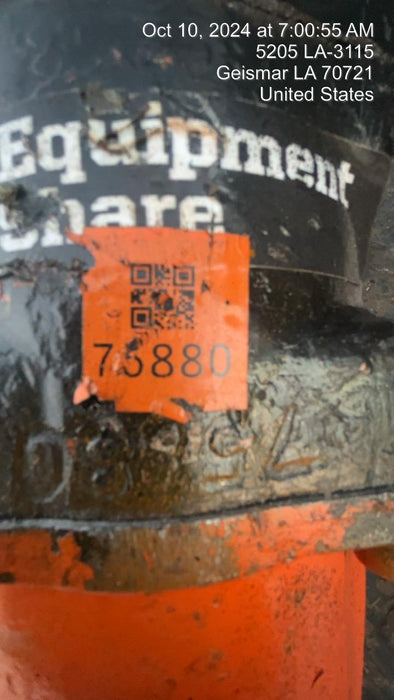 Oct 10, 2024 at 7:00:55 AM
5205 LA-3115
Geismar LA 70721
United States
Equipment
share
75880